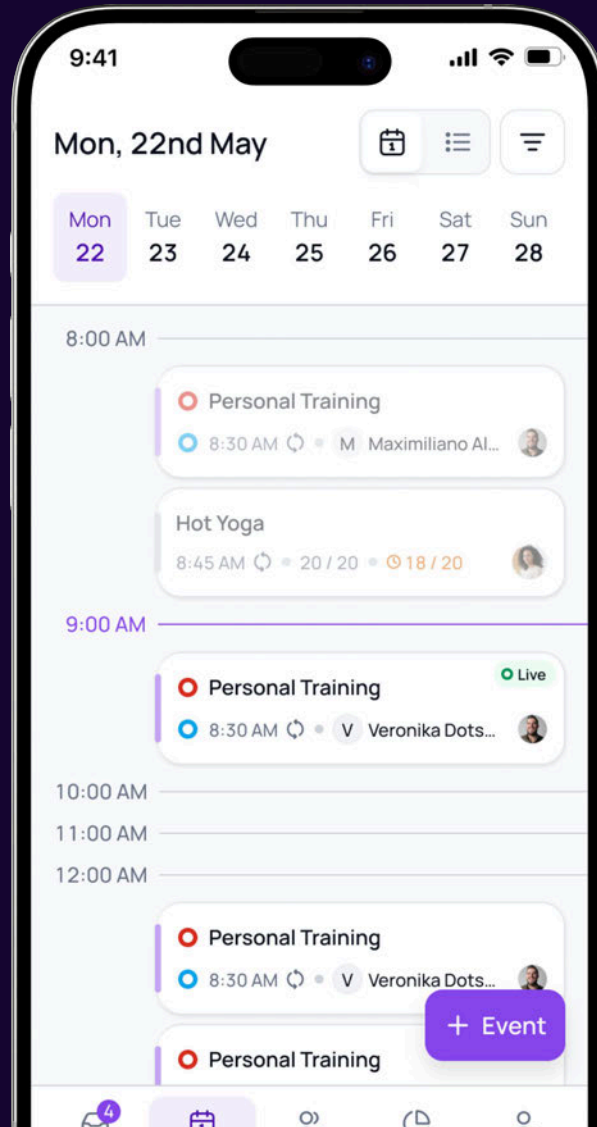 9:41
Mon, 22nd May
Mon Tue Wed Thu Fri Sat Sun
22 23 24 25 26 27 28
8:00 AM
Personal Training
8:30 AM M Maximiliano Al...
Hot Yoga
8:45 AM 20 / 20 18 / 20
9:00 AM
Live
Personal Training
8:30 AM V Veronika Dots...
10:00 AM
11:00 AM
12:00 AM
Personal Training
8:30 AM V Veronika Dots...
+ Event
Personal Training
4